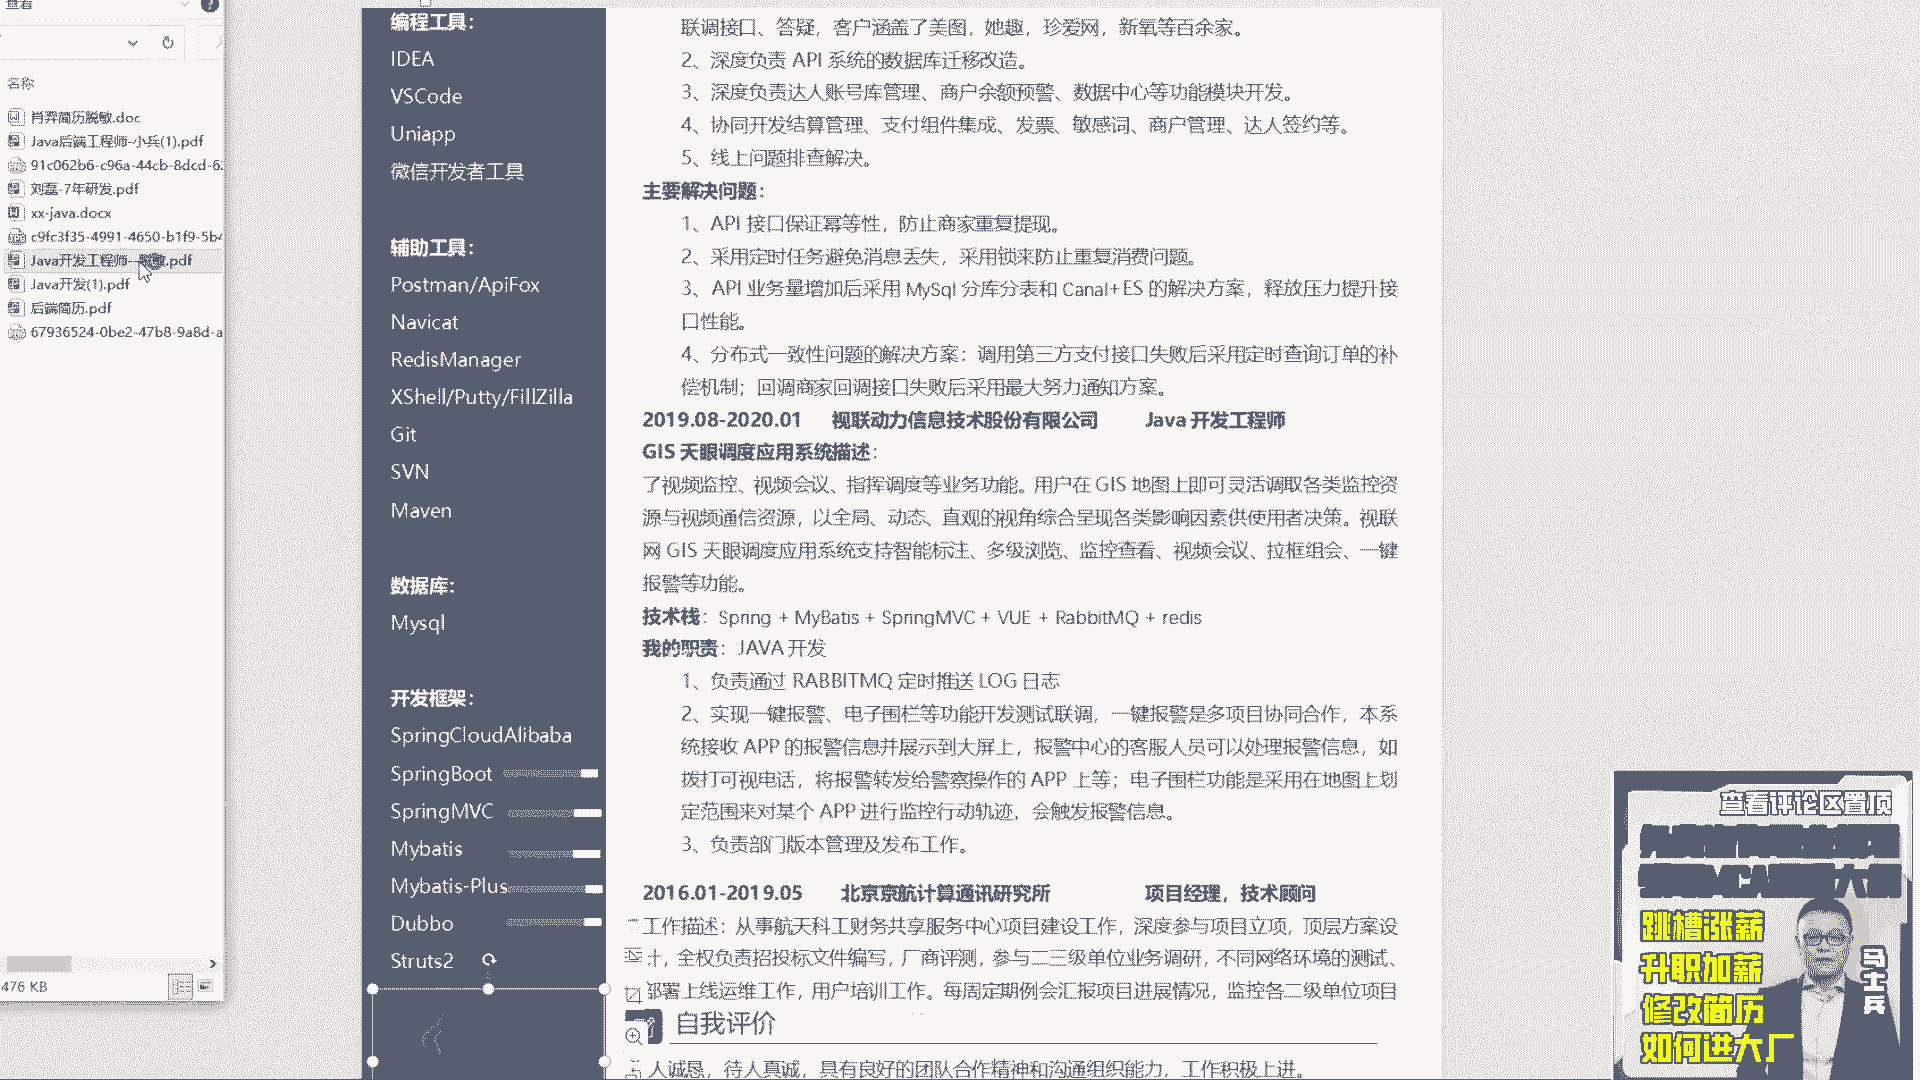 查看
名称
肖羿简历脱敏.doc
Java后端工程师-小兵(1).pdf
91c062b6-c96a-44cb-8dcd-62
刘磊-7年研发.pdf
xx-java.docx
c9fc3f35-4991-4650-b1f9-5b4
Java开发工程师-.pdf
Java开发(1).pdf
后端简历.pdf
67936524-0be2-47b8-9a8d-a
476 KB
编程工具：
IDEA
VSCode
Uniapp
微信开发者工具
辅助工具：
Postman/ApiFox
Navicat
RedisManager
XShell/Putty/FillZilla
Git
SVN
Maven
数据库：
Mysql
开发框架：
SpringCloudAlibaba
SpringBoot
SpringMVC
Mybatis
Mybatis-Plus
Dubbo
Struts2
联调接口、答疑，客户涵盖了美图，她趣，珍爱网，新氧等百余家。
2、深度负责 API 系统的数据库迁移改造。
3、深度负责达人账号库管理、商户余额预警、数据中心等功能模块开发。
4、协同开发结算管理、支付组件集成、发票、敏感词、商户管理、达人签约等。
5、线上问题排查解决。
主要解决问题：
1、API 接口保证幂等性，防止商家重复提现。
2、采用定时任务避免消息丢失，采用锁来防止重复消费问题。
3、API 业务量增加后采用 MySql 分库分表和 Canal+ES 的解决方案，释放压力提升接
口性能。
4、分布式一致性问题的解决方案：调用第三方支付接口失败后采用定时查询订单的补
偿机制；回调商家回调接口失败后采用最大努力通知方案。
2019.08-2020.01 视联动力信息技术股份有限公司 Java 开发工程师
GIS 天眼调度应用系统描述：
了视频监控、视频会议、指挥调度等业务功能。用户在 GIS 地图上即可灵活调取各类监控资
源与视频通信资源，以全局、动态、直观的视角综合呈现各类影响因素供使用者决策。视联
网 GIS 天眼调度应用系统支持智能标注、多级浏览、监控查看、视频会议、拉框组会、一键
报警等功能。
技术栈：Spring + MyBatis + SpringMVC + VUE + RabbitMQ + redis
我的职责：JAVA 开发
1、负责通过 RABBITMQ 定时推送 LOG 日志
2、实现一键报警、电子围栏等功能开发测试联调，一键报警是多项目协同合作，本系
统接收 APP 的报警信息并展示到大屏上，报警中心的客服人员可以处理报警信息，如
拨打可视电话，将报警转发给警察操作的 APP 上等；电子围栏功能是采用在地图上划
定范围来对某个 APP 进行监控行动轨迹，会触发报警信息。
3、负责部门版本管理及发布工作。
2016.01-2019.05 北京京航计算通讯研究所 项目经理，技术顾问
工作描述：从事航天科工财务共享服务中心项目建设工作，深度参与项目立项，顶层方案设
计，全权负责招投标文件编写，厂商评测，参与二三级单位业务调研，不同网络环境的测试、
部署上线运维工作，用户培训工作。每周定期例会汇报项目进展情况，监控各二级单位项目
自我评价
人诚恳，待人真诚，具有良好的团队合作精神和沟通组织能力，工作积极上进。
查看评论区置顶
跳槽涨薪
升职加薪
修改简历
如何进大厂
马士兵